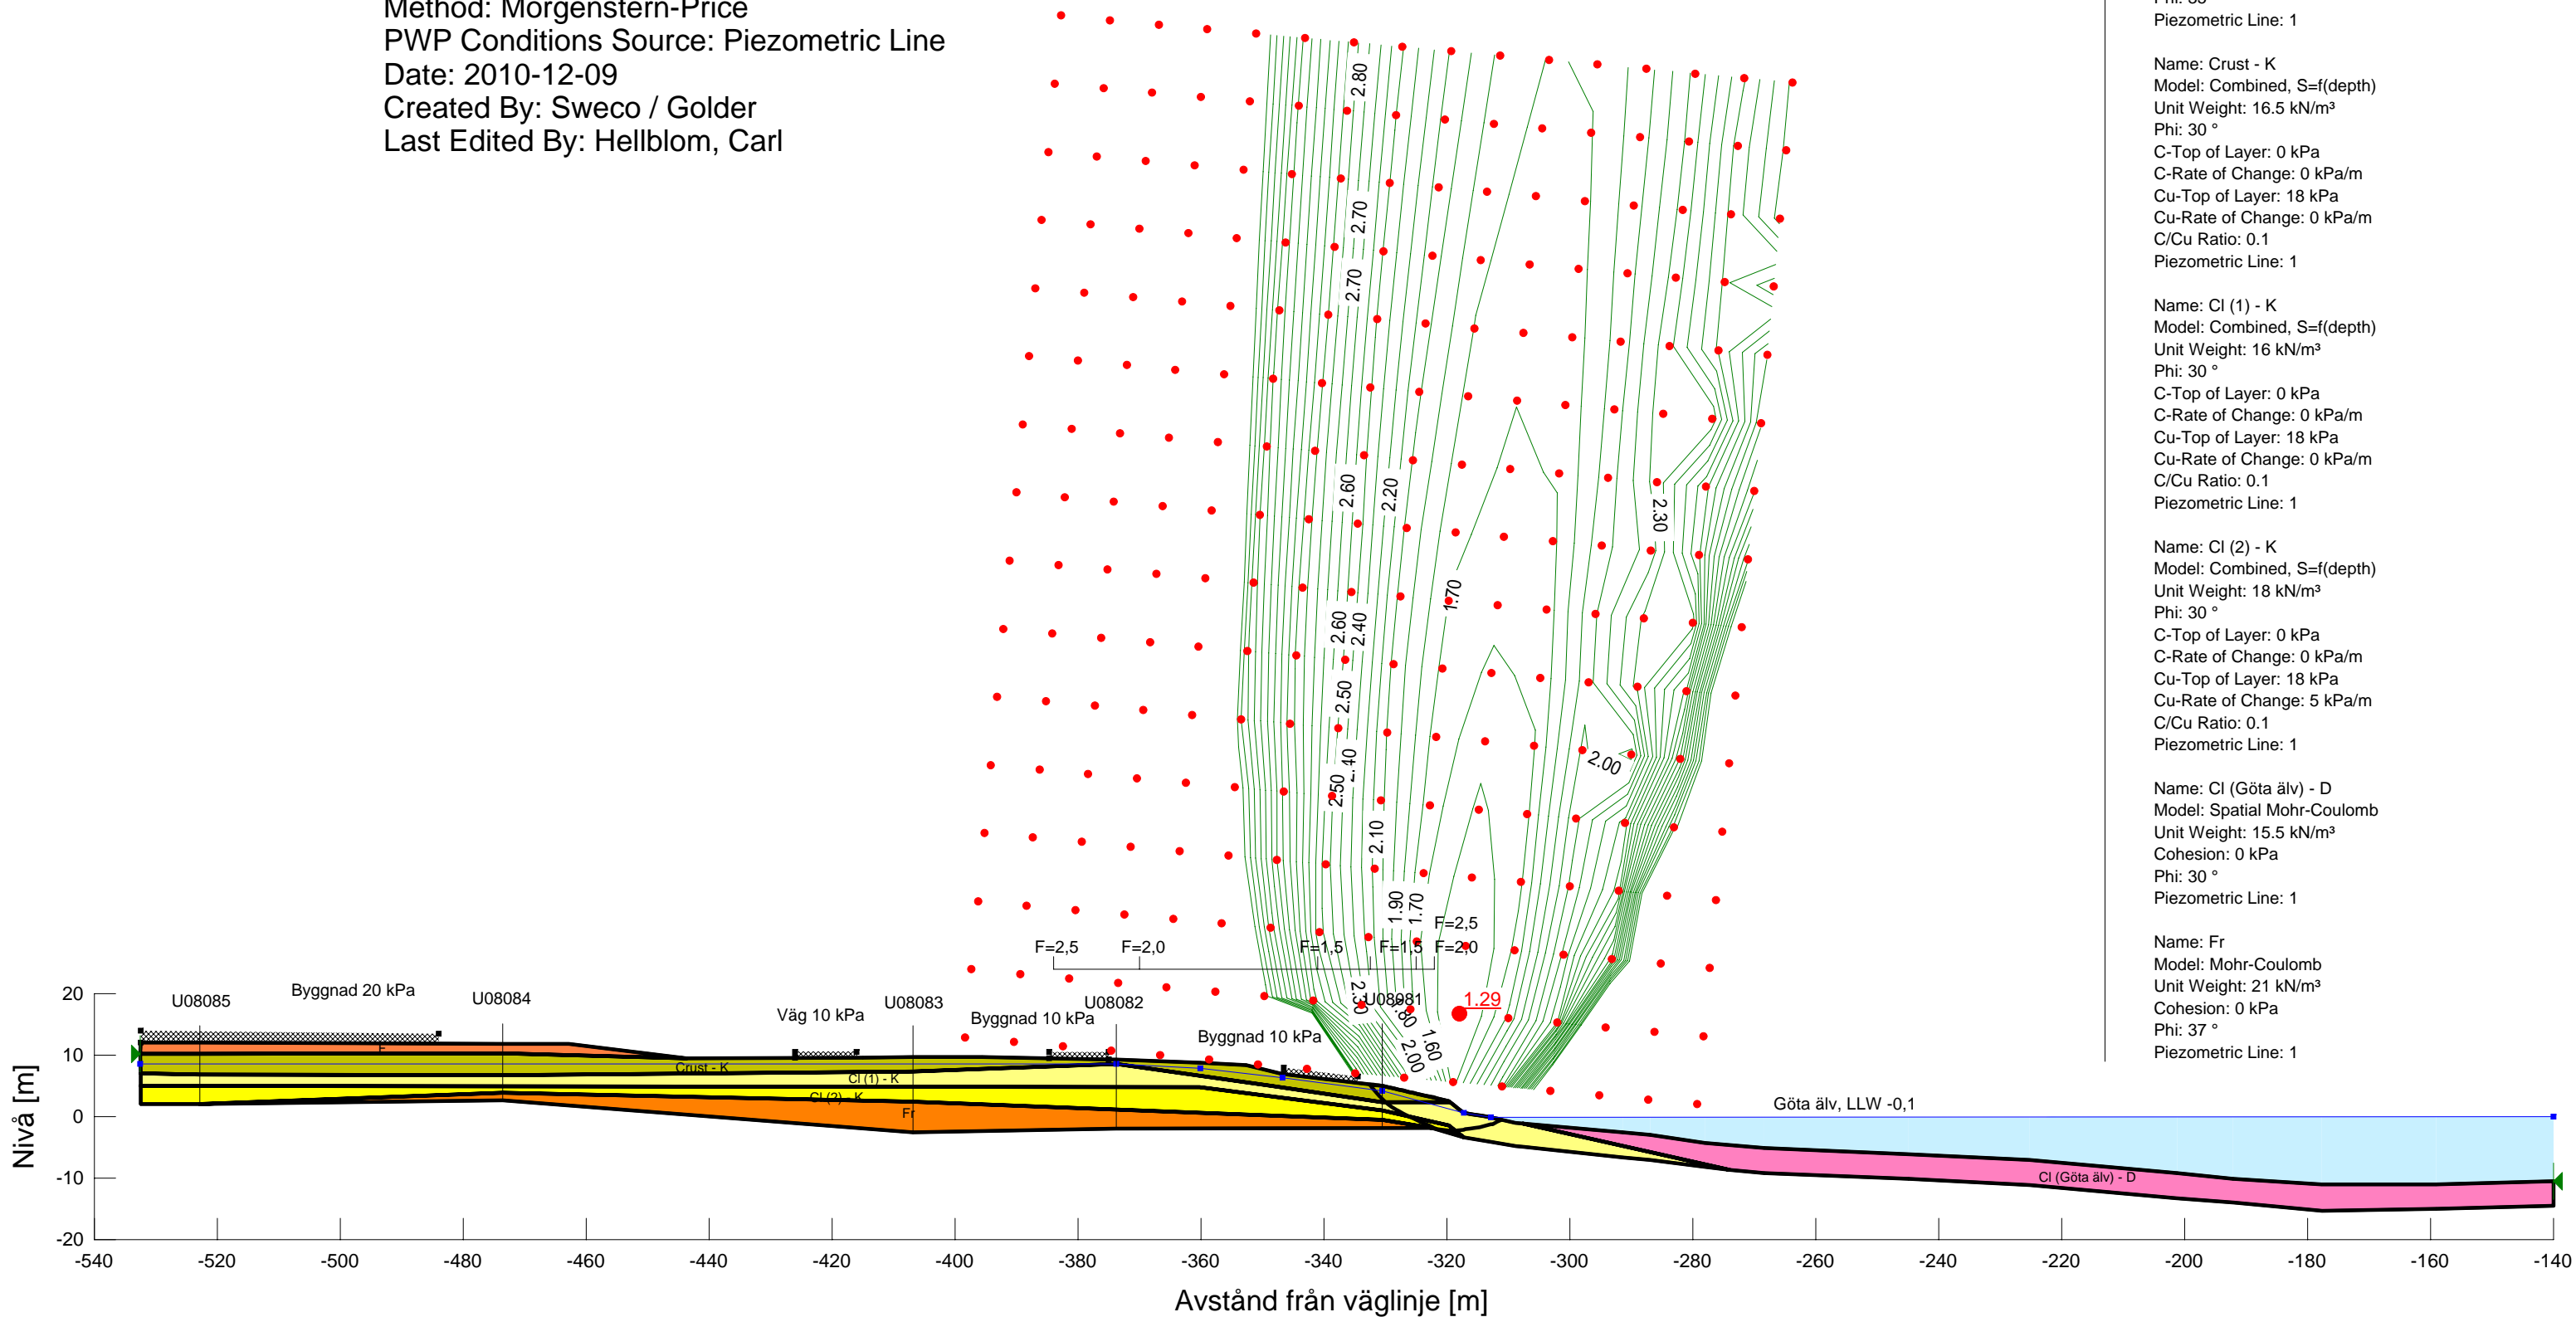 Method: Morgenstern-Price
PWP Conditions Source: Piezometric Line
Date: 2010-12-09
Created By: Sweco / Golder
Last Edited By: Hellblom, Carl
Piezometric Line: 1
Name: Crust - K
Model: Combined, S=f(depth)
Unit Weight: 16.5 kN/m³
Phi: 30 °
C-Top of Layer: 0 kPa
C-Rate of Change: 0 kPa/m
Cu-Top of Layer: 18 kPa
Cu-Rate of Change: 0 kPa/m
C/Cu Ratio: 0.1
Piezometric Line: 1
Name: Cl (1) - K
Model: Combined, S=f(depth)
Unit Weight: 16 kN/m³
Phi: 30 °
C-Top of Layer: 0 kPa
C-Rate of Change: 0 kPa/m
Cu-Top of Layer: 18 kPa
Cu-Rate of Change: 0 kPa/m
C/Cu Ratio: 0.1
Piezometric Line: 1
Name: Cl (2) - K
Model: Combined, S=f(depth)
Unit Weight: 18 kN/m³
Phi: 30 °
C-Top of Layer: 0 kPa
C-Rate of Change: 0 kPa/m
Cu-Top of Layer: 18 kPa
Cu-Rate of Change: 5 kPa/m
C/Cu Ratio: 0.1
Piezometric Line: 1
Name: Cl (Göta älv) - D
Model: Spatial Mohr-Coulomb
Unit Weight: 15.5 kN/m³
Cohesion: 0 kPa
Phi: 30 °
Piezometric Line: 1
Name: Fr
Model: Mohr-Coulomb
Unit Weight: 21 kN/m³
Cohesion: 0 kPa
Phi: 37 °
Piezometric Line: 1
2.80
2.70
2.70
2.60
2.20
2.30
1.70
2.60
2.40
2.50
2.00
2.40
2.50
2.10
1.90
1.70
F=2,5
F=2,5
F=2,0
F=1,5
F=1,5
F=2,0
2.30
1.80
1.60
2.00
1.29
U08085
Byggnad 20 kPa
U08084
Väg 10 kPa
U08083
Byggnad 10 kPa
U08082
Byggnad 10 kPa
U08081
F
Crust - K
Cl (1) - K
Cl (2) - K
Fr
Göta älv, LLW -0,1
Cl (Göta älv) - D
Nivå [m]
20
10
0
-10
-20
-540
-520
-500
-480
-460
-440
-420
-400
-380
-360
-340
-320
-300
-280
-260
-240
-220
-200
-180
-160
-140
Avstånd från väglinje [m]